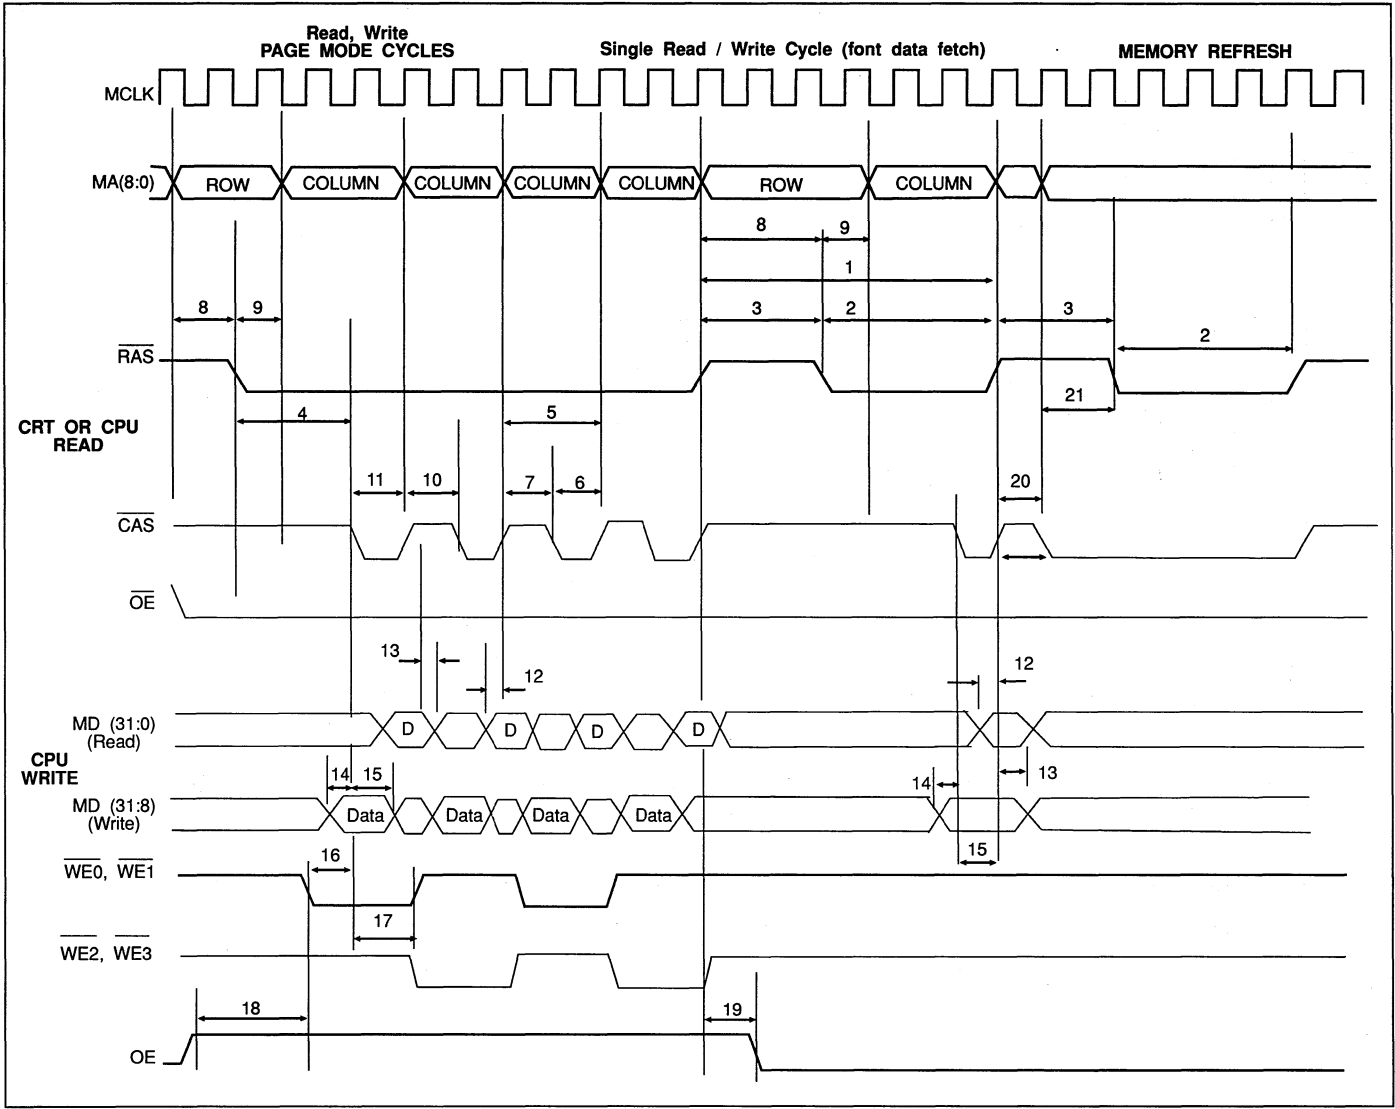 Read, Write
PAGE MODE CYCLES
Single Read / Write Cycle (font data fetch)
MEMORY REFRESH
MCLK
MA(8:0)
ROW
COLUMN
COLUMN
COLUMN
COLUMN
ROW
COLUMN
8
9
1
8
9
3
2
3
2
RAS
4
5
21
CRT OR CPU
READ
11
10
7
6
20
CAS
OE
13
12
12
MD (31:0)
(Read)
D
D
D
D
CPU
WRITE
14
15
14
13
MD (31:8)
(Write)
Data
Data
Data
Data
16
15
WE0, WE1
17
WE2, WE3
18
19
OE